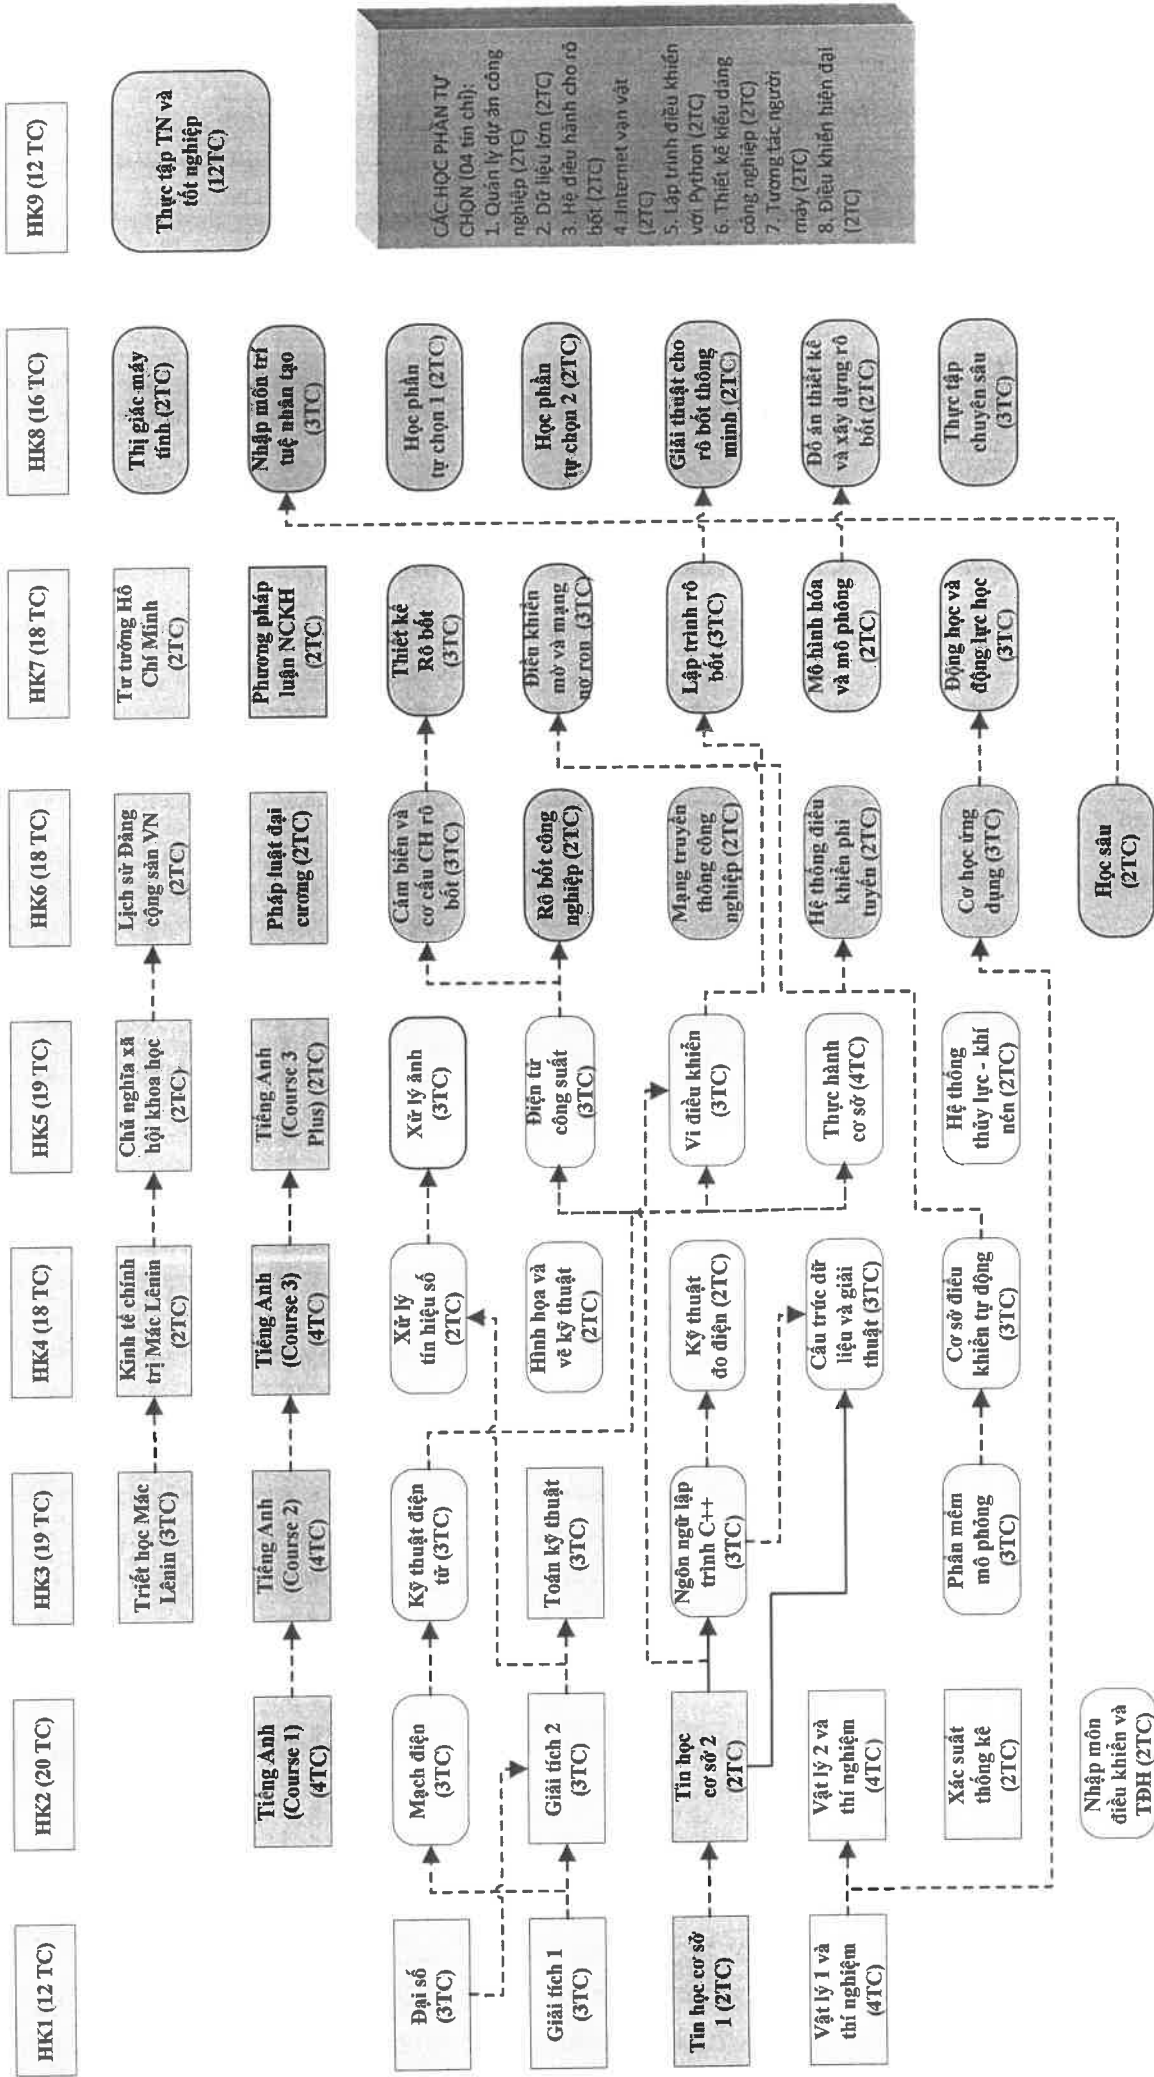 HK1 (12 TC)
Đại số
(3TC)
Giải tích 1
(3TC)
Tin học cơ sở
1 (2TC)
Vật lý 1 và
thí nghiệm
(4TC)
HK2 (20 TC)
Tiếng Anh
(Course 1)
(4TC)
Mạch điện
(3TC)
Giải tích 2
(3TC)
Tin học
cơ sở 2
(2TC)
Vật lý 2 và
thí nghiệm
(4TC)
Xác suất
thống kê
(2TC)
Nhập môn
điều khiển và
TĐH (2TC)
HK3 (19 TC)
Triết học Mác
Lênin (3TC)
Tiếng Anh
(Course 2)
(4TC)
Kỹ thuật điện
tử (3TC)
Toán kỹ thuật
(3TC)
Ngôn ngữ lập
trình C++
(3TC)
Phần mềm
mô phỏng
(3TC)
HK4 (18 TC)
Kinh tế chính
trị Mác Lênin
(2TC)
Tiếng Anh
(Course 3)
(4TC)
Xử lý
tín hiệu số
(2TC)
Hình họa và
vẽ kỹ thuật
(2TC)
Kỹ thuật
đo điện (2TC)
Cấu trúc dữ
liệu và giải
thuật (3TC)
Cơ sở điều
khiển tự động
(3TC)
HK5 (19 TC)
Chủ nghĩa xã
hội khoa học
(2TC)
Tiếng Anh
(Course 3
Plus) (2TC)
Xử lý ảnh
(3TC)
Điện tử
công suất
(3TC)
Vi điều khiển
(3TC)
Thực hành
cơ sở (4TC)
Hệ thống
thủy lực - khí
nén (2TC)
HK6 (18 TC)
Lịch sử Đảng
cộng sản VN
(2TC)
Pháp luật đại
cương (2TC)
Cảm biến và
cơ cấu CH rô
bốt (3TC)
Rô bốt công
nghiệp (2TC)
Mạng truyền
thông công
nghiệp (2TC)
Hệ thống điều
khiển phi
tuyến (2TC)
Cơ học ứng
dụng (3TC)
Học sâu
(2TC)
HK7 (18 TC)
Tư tưởng Hồ
Chí Minh
(2TC)
Phương pháp
luận NCKH
(2TC)
Thiết kế
Rô bốt
(3TC)
Điều khiển
mờ và mạng
nơ ron (3TC)
Lập trình rô
bốt (3TC)
Mô hình hóa
và mô phỏng
(2TC)
Động học và
động lực học
(3TC)
HK8 (16 TC)
Thị giác máy
tính (2TC)
Nhập môn trí
tuệ nhân tạo
(3TC)
Học phần
tự chọn 1 (2TC)
Học phần
tự chọn 2 (2TC)
Giải thuật cho
rô bốt thông
minh (2TC)
Đồ án thiết kế
và xây dựng rô
bốt (2TC)
Thực tập
chuyên sâu
(3TC)
HK9 (12 TC)
Thực tập TN và
tốt nghiệp
(12TC)
CÁC HỌC PHẦN TỰ
CHỌN (04 tín chỉ):
1. Quản lý dự án công
nghiệp (2TC)
2. Dữ liệu lớn (2TC)
3. Hệ điều hành cho rô
bốt (2TC)
4. Internet vạn vật
(2TC)
5. Lập trình điều khiển
với Python (2TC)
6. Thiết kế kiểu dáng
công nghiệp (2TC)
7. Tương tác người
máy (2TC)
8. Điều khiển hiện đại
(2TC)